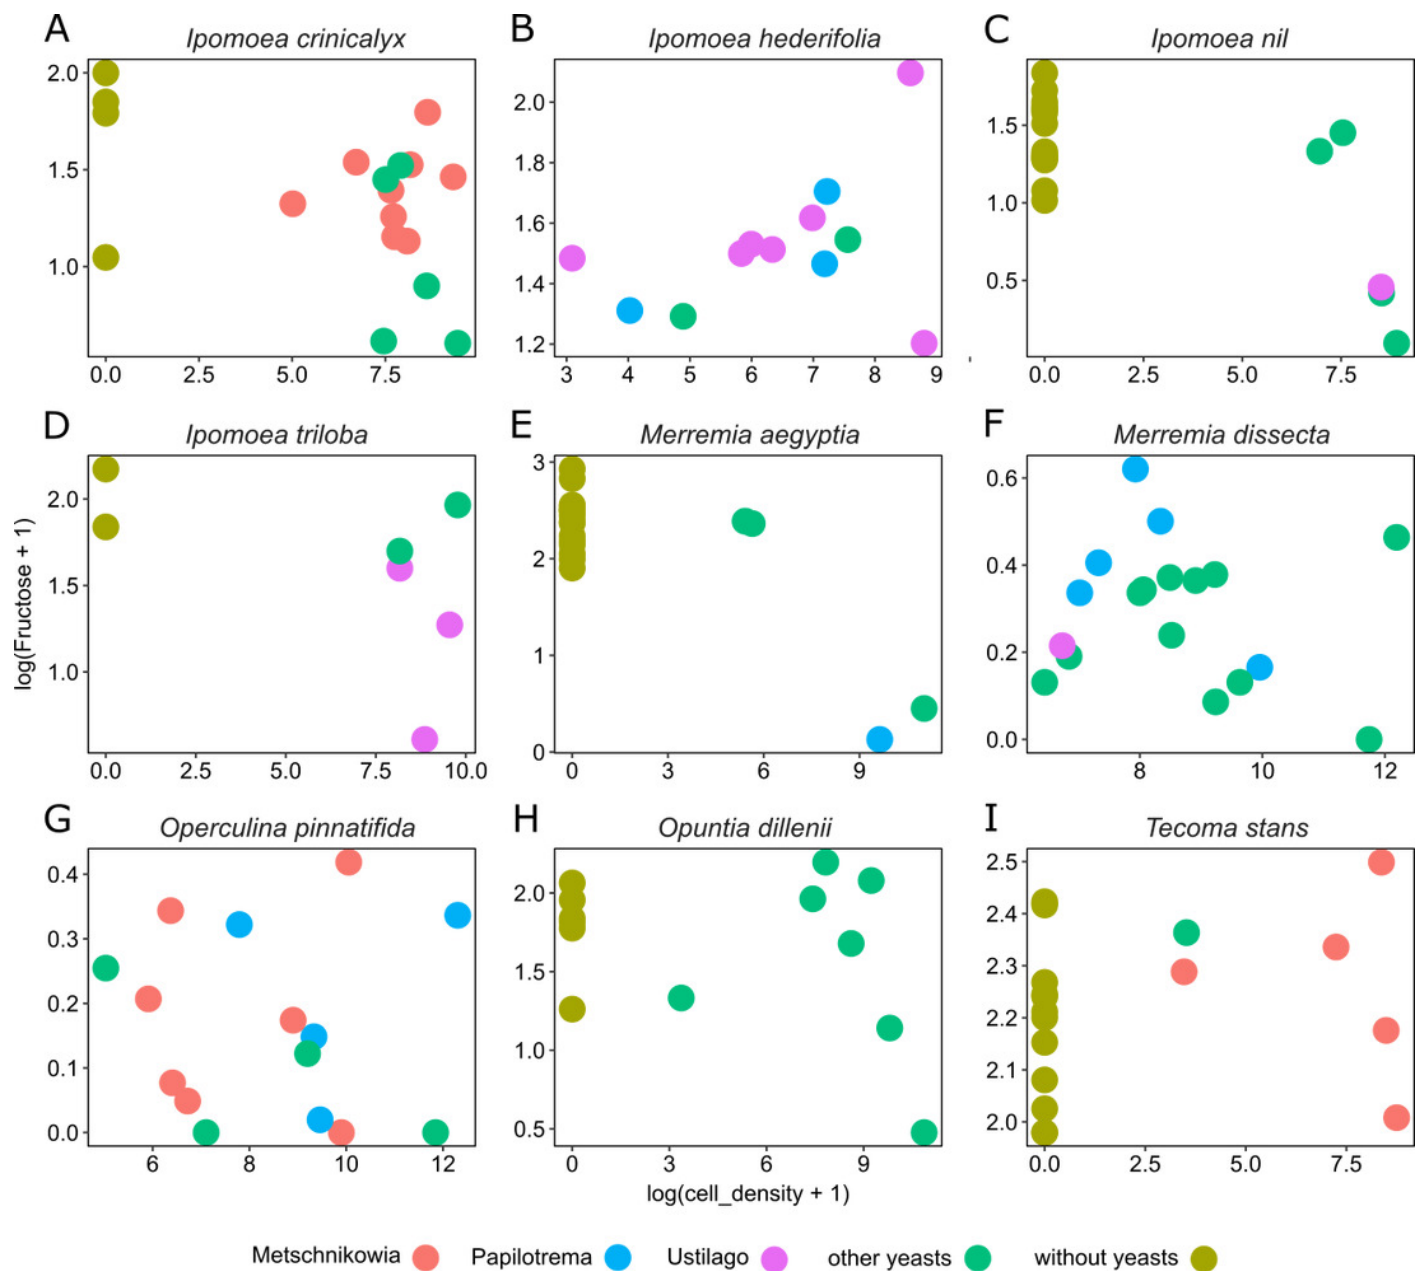 A Ipomoea crinicalyx
B Ipomoea hederifolia
C Ipomoea nil
2.0
1.5
1.0
0.0 2.5 5.0 7.5
2.0
1.8
1.6
1.4
1.2
3 4 5 6 7 8 9
1.5
1.0
0.5
0.0 2.5 5.0 7.5
D Ipomoea triloba
E Merremia aegyptia
F Merremia dissecta
log(Fructose + 1)
2.0
1.5
1.0
0.0 2.5 5.0 7.5 10.0
3
2
1
0
0 3 6 9
0.6
0.4
0.2
0.0
8 10 12
G Operculina pinnatifida
H Opuntia dillenii
I Tecoma stans
0.4
0.3
0.2
0.1
0.0
6 8 10 12
2.0
1.5
1.0
0.5
0 3 6 9
2.5
2.4
2.3
2.2
2.1
2.0
0.0 2.5 5.0 7.5
log(cell_density + 1)
Metschnikowia Papilotrema Ustilago other yeasts without yeasts